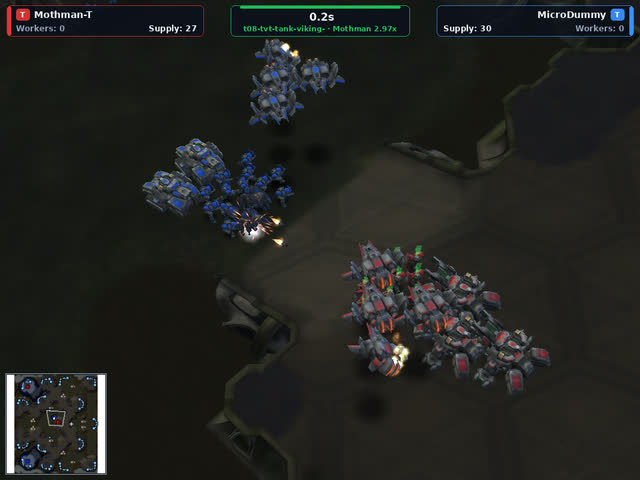 T Mothman-T
Workers: 0 Supply: 27
0.2s
t08-tvt-tank-viking- · Mothman 2.97x
MicroDummy T
Supply: 30 Workers: 0